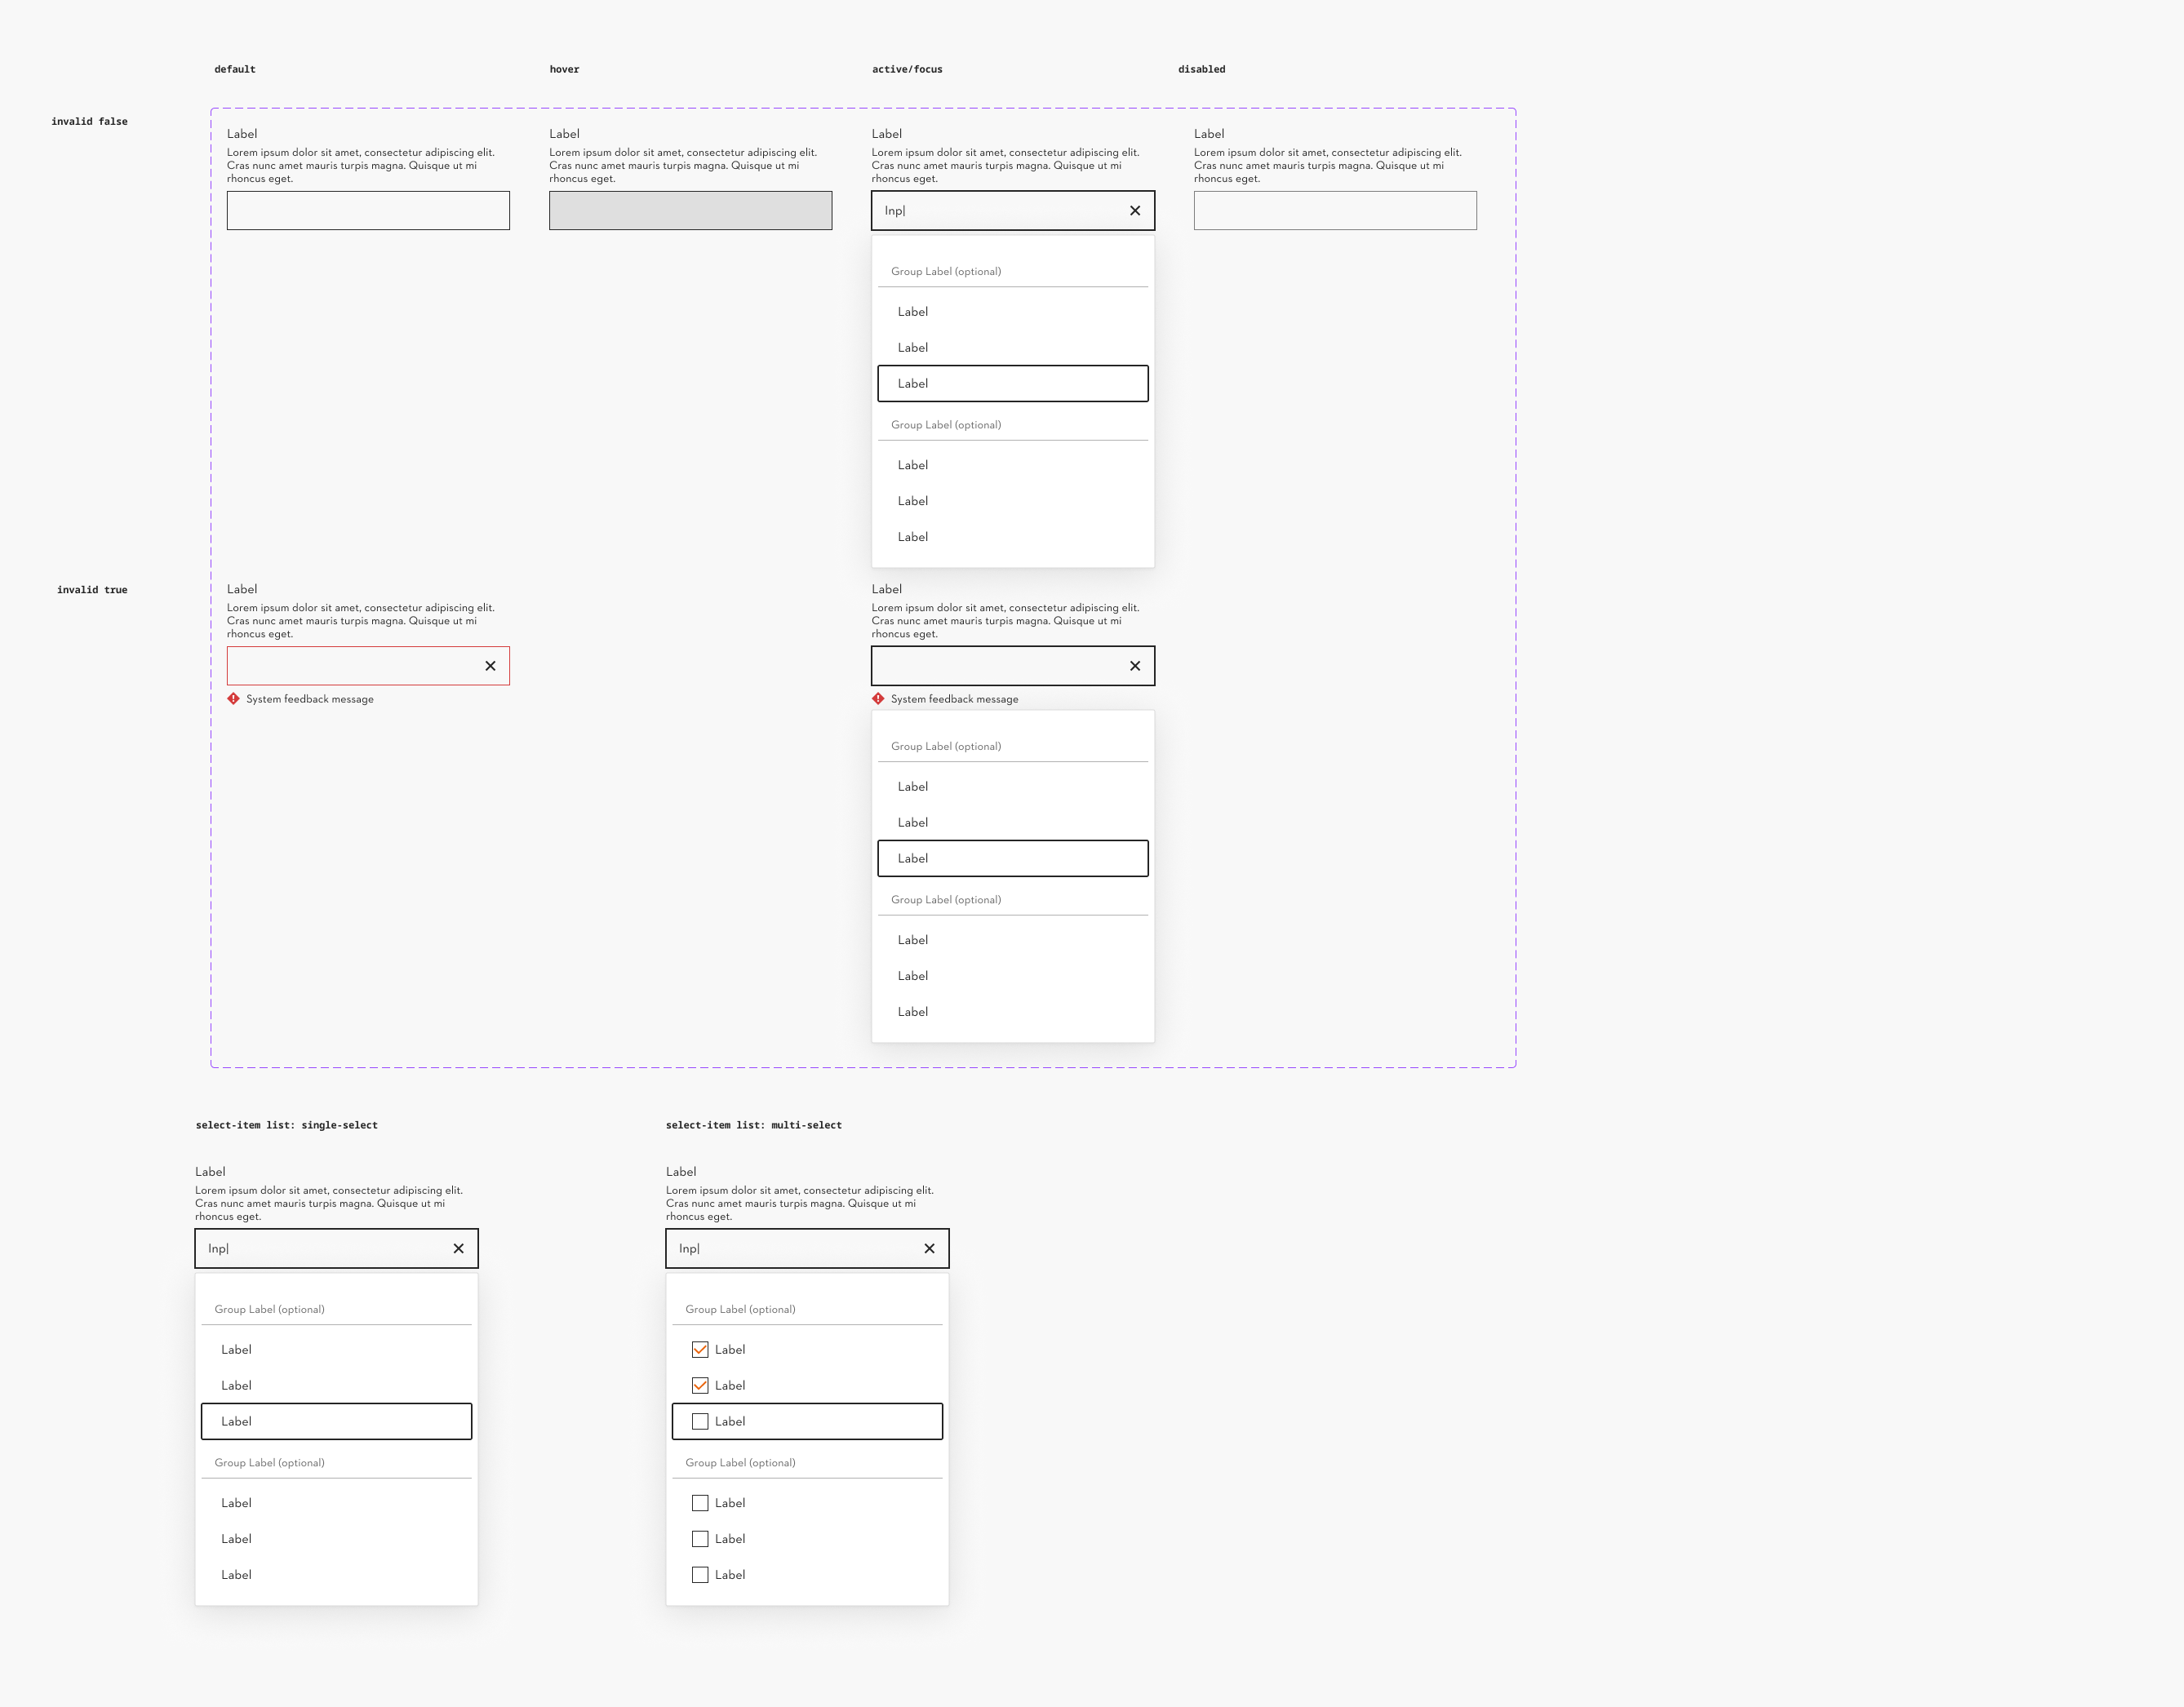 default
hover
active/focus
disabled
invalid false
Label
Lorem ipsum dolor sit amet, consectetur adipiscing elit.
Cras nunc amet mauris turpis magna. Quisque ut mi
rhoncus eget.
Label
Lorem ipsum dolor sit amet, consectetur adipiscing elit.
Cras nunc amet mauris turpis magna. Quisque ut mi
rhoncus eget.
Label
Lorem ipsum dolor sit amet, consectetur adipiscing elit.
Cras nunc amet mauris turpis magna. Quisque ut mi
rhoncus eget.
Inp|
Group Label (optional)
Label
Label
Label
Group Label (optional)
Label
Label
Label
Label
Lorem ipsum dolor sit amet, consectetur adipiscing elit.
Cras nunc amet mauris turpis magna. Quisque ut mi
rhoncus eget.
invalid true
Label
Lorem ipsum dolor sit amet, consectetur adipiscing elit.
Cras nunc amet mauris turpis magna. Quisque ut mi
rhoncus eget.
System feedback message
Label
Lorem ipsum dolor sit amet, consectetur adipiscing elit.
Cras nunc amet mauris turpis magna. Quisque ut mi
rhoncus eget.
System feedback message
Group Label (optional)
Label
Label
Label
Group Label (optional)
Label
Label
Label
select-item list: single-select
Label
Lorem ipsum dolor sit amet, consectetur adipiscing elit.
Cras nunc amet mauris turpis magna. Quisque ut mi
rhoncus eget.
Inp|
Group Label (optional)
Label
Label
Label
Group Label (optional)
Label
Label
Label
select-item list: multi-select
Label
Lorem ipsum dolor sit amet, consectetur adipiscing elit.
Cras nunc amet mauris turpis magna. Quisque ut mi
rhoncus eget.
Inp|
Group Label (optional)
Label
Label
Label
Group Label (optional)
Label
Label
Label